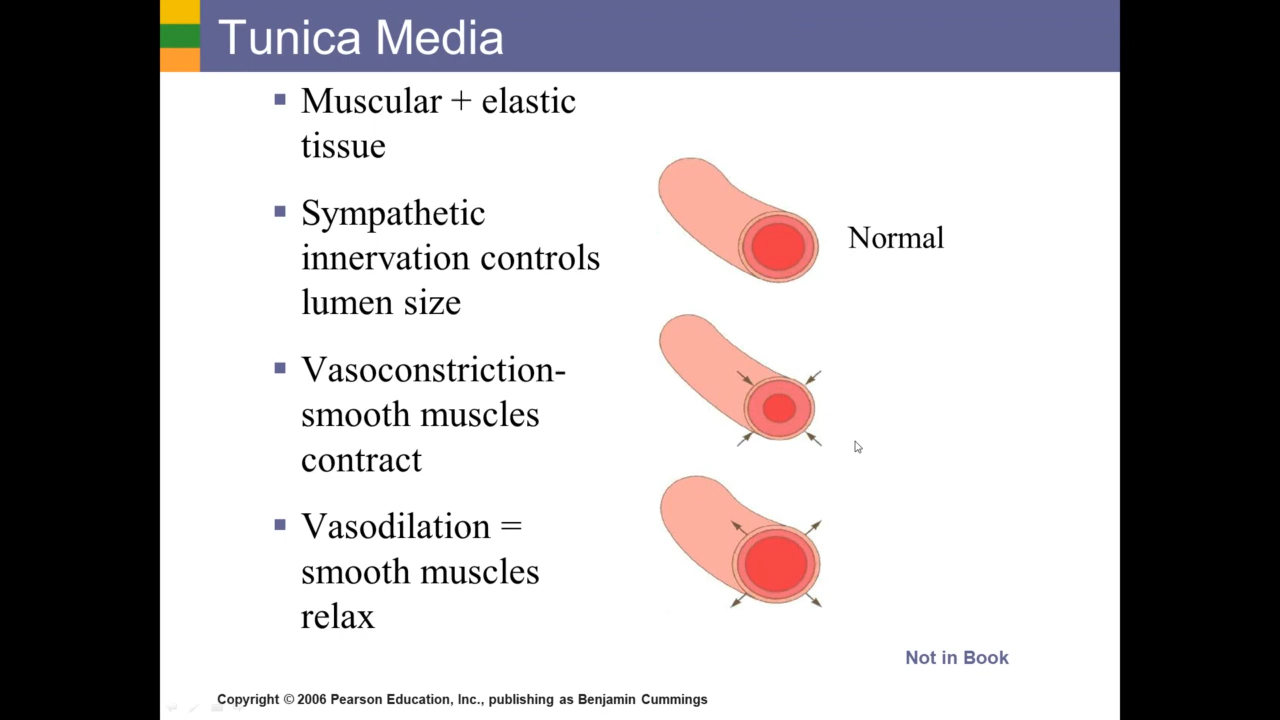 Tunica Media
Muscular + elastic
tissue
Sympathetic
innervation controls
lumen size
Vasoconstriction-
smooth muscles
contract
Vasodilation =
smooth muscles
relax
Normal
Not in Book
Copyright © 2006 Pearson Education, Inc., publishing as Benjamin Cummings